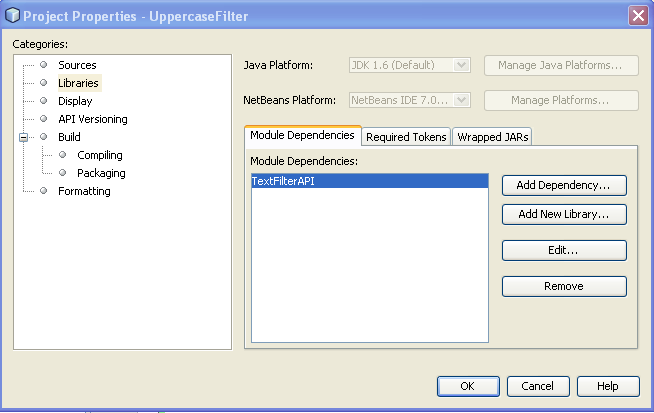 Project Properties - UppercaseFilter
Categories:
Sources
Libraries
Display
API Versioning
Build
Compiling
Packaging
Formatting
Java Platform: JDK 1.6 (Default) Manage Java Platforms...
NetBeans Platform: NetBeans IDE 7.0... Manage Platforms...
Module Dependencies Required Tokens Wrapped JARs
Module Dependencies:
TextFilterAPI
Add Dependency...
Add New Library...
Edit...
Remove
OK Cancel Help